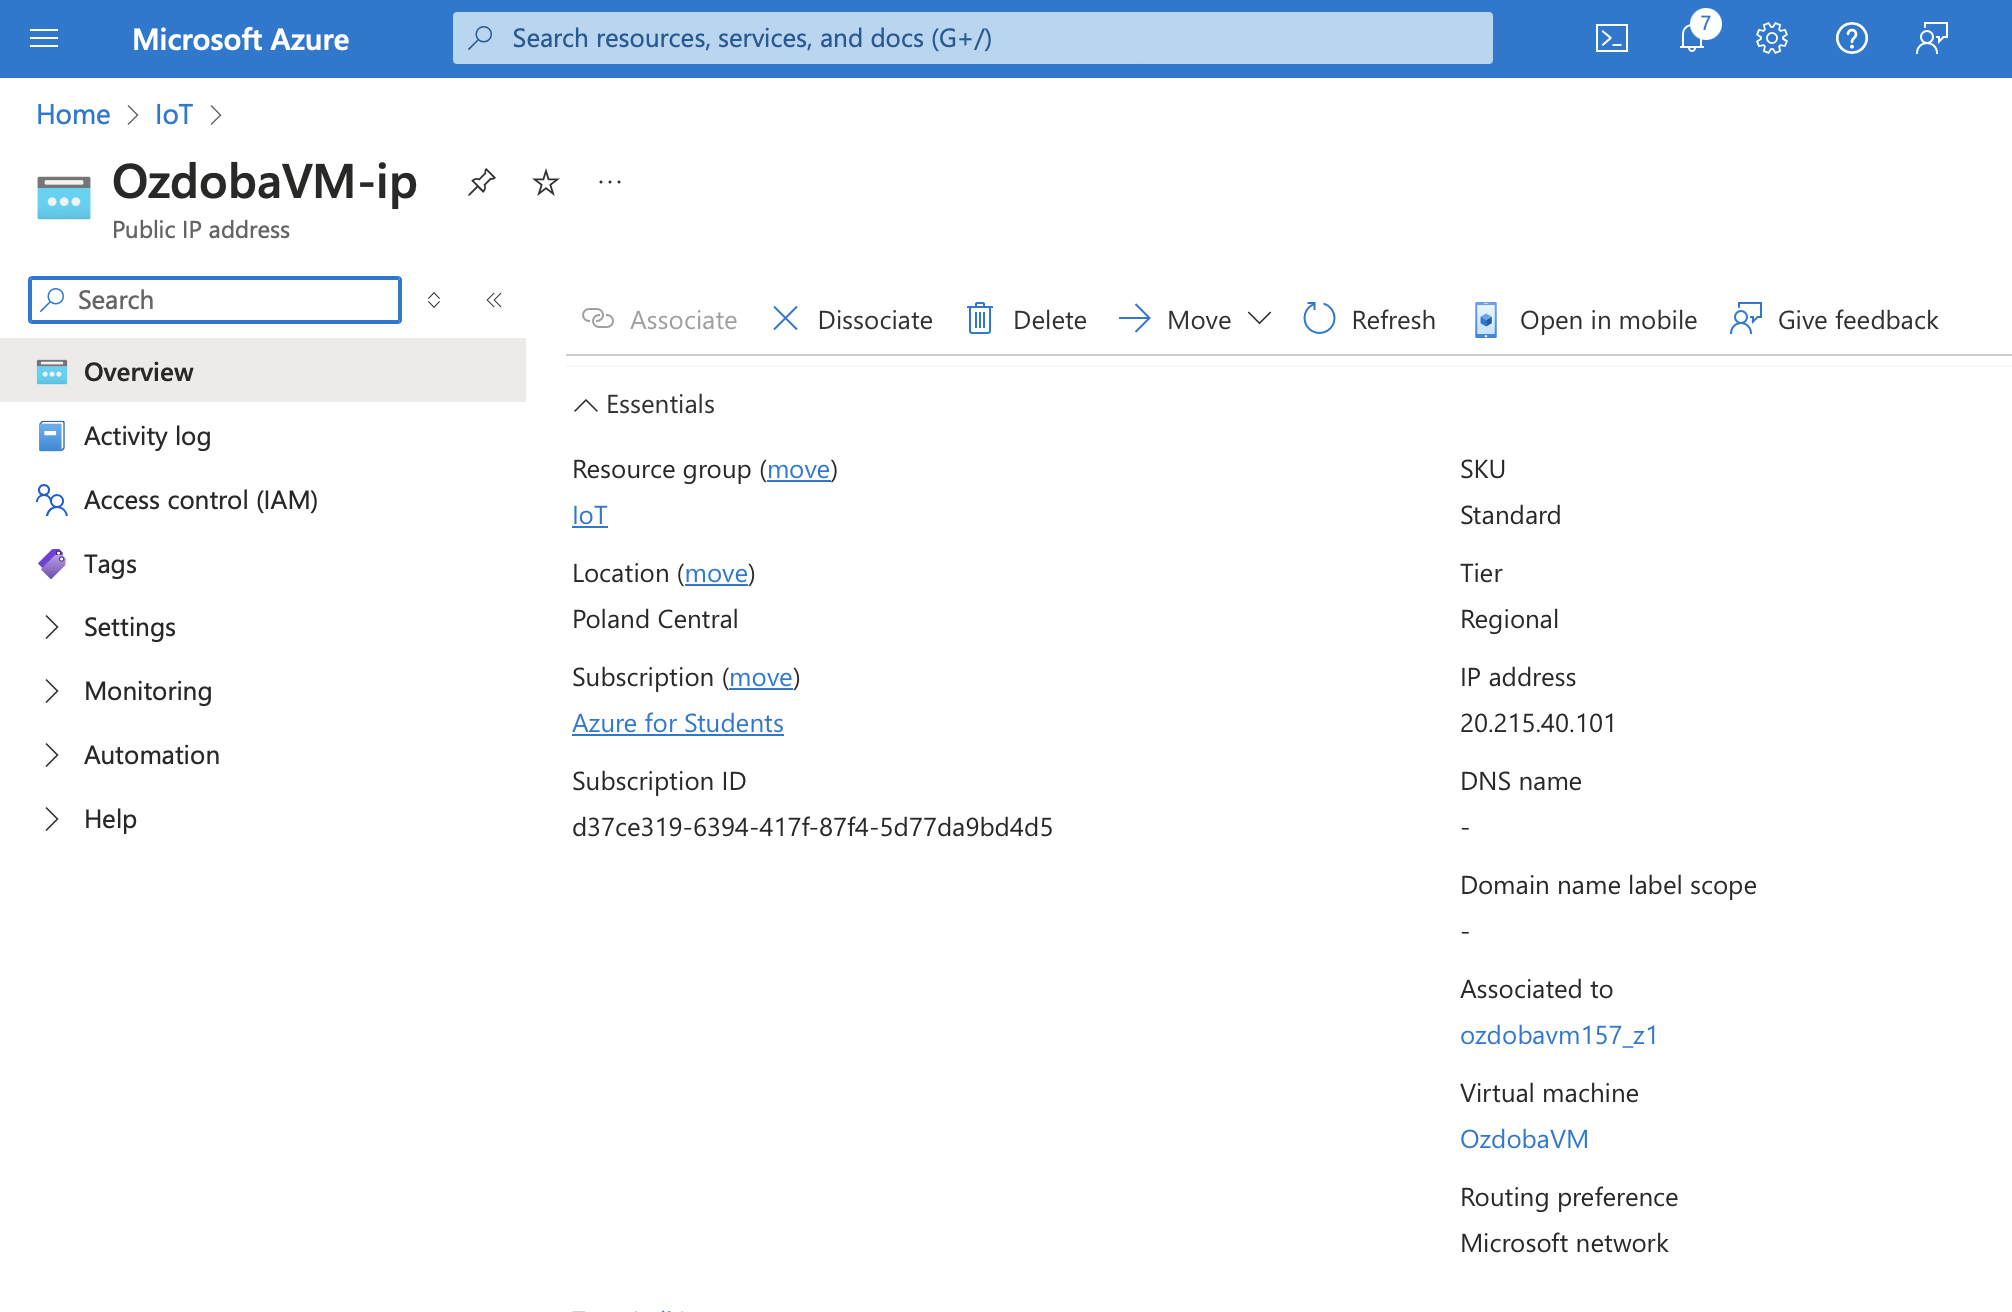 Microsoft Azure
Search resources, services, and docs (G+/)
7
Home > IoT >
OzdobaVM-ip
Public IP address
Search
Associate
Dissociate
Delete
Move
Refresh
Open in mobile
Give feedback
Overview
Activity log
Access control (IAM)
Tags
Settings
Monitoring
Automation
Help
Essentials
Resource group (move)
IoT
Location (move)
Poland Central
Subscription (move)
Azure for Students
Subscription ID
d37ce319-6394-417f-87f4-5d77da9bd4d5
SKU
Standard
Tier
Regional
IP address
20.215.40.101
DNS name
-
Domain name label scope
-
Associated to
ozdobavm157_z1
Virtual machine
OzdobaVM
Routing preference
Microsoft network